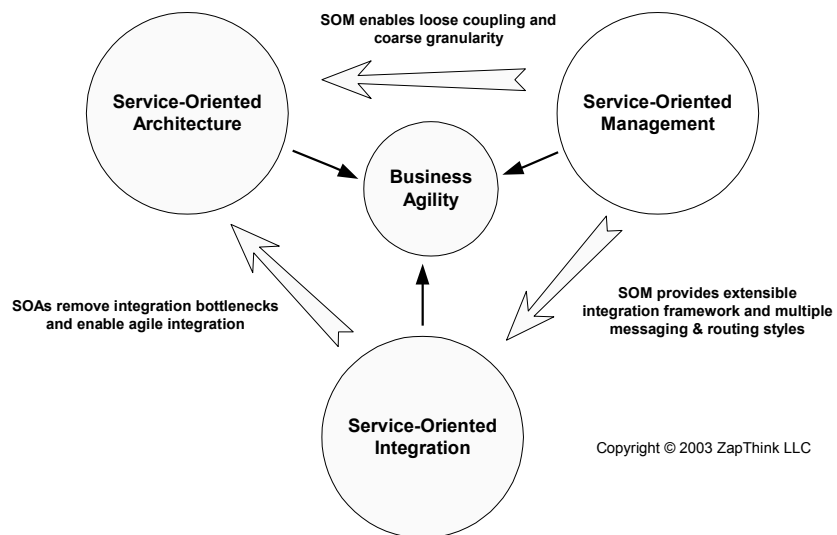 SOM enables loose coupling and
coarse granularity
Service-Oriented
Architecture
Service-Oriented
Management
Business
Agility
SOAs remove integration bottlenecks
and enable agile integration
SOM provides extensible
integration framework and multiple
messaging & routing styles
Service-Oriented
Integration
Copyright © 2003 ZapThink LLC